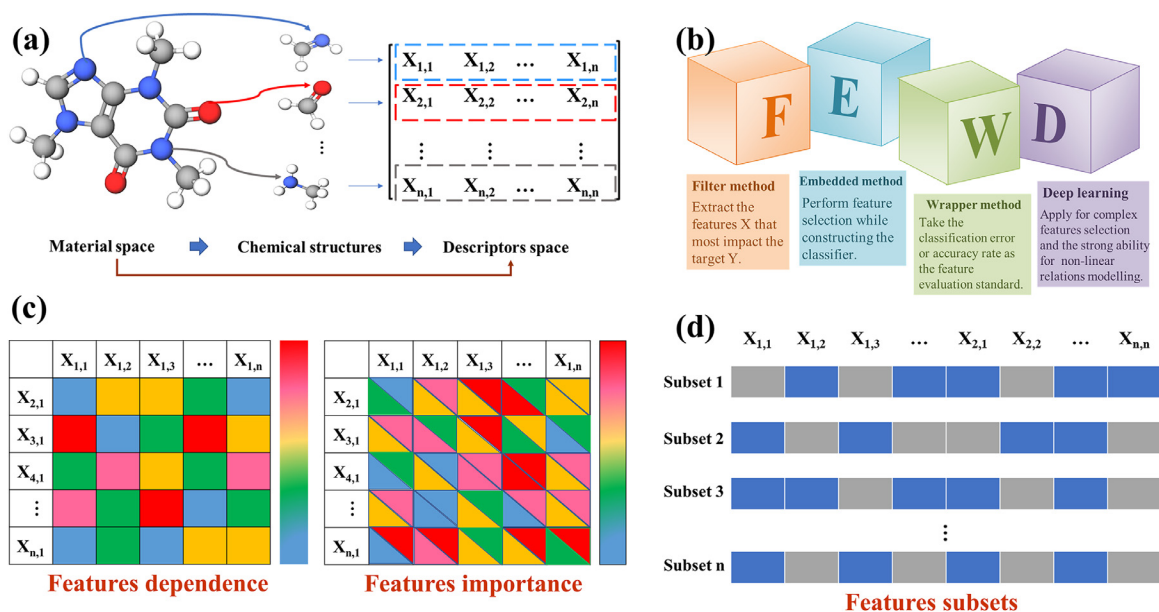 (a)
X1,1 X1,2 ... X1,n
X2,1 X2,2 ... X2,n
⋮ ⋮ ⋮ ⋮
Xn,1 Xn,2 ... Xn,n
Material space Chemical structures Descriptors space
(b)
F E W D
Filter method
Extract the
features X that
most impact the
target Y.
Embedded method
Perform feature
selection while
constructing the
classifier.
Wrapper method
Take the
classification error
or accuracy rate as
the feature
evaluation standard.
Deep learning
Apply for complex
features selection
and the strong ability
for non-linear
relations modelling.
(c)
X1,1 X1,2 X1,3 ... X1,n
X2,1
X3,1
X4,1
⋮
Xn,1
Features dependence
X1,1 X1,2 X1,3 ... X1,n
X2,1
X3,1
X4,1
⋮
Xn,1
Features importance
(d)
X1,1 X1,2 X1,3 ... X2,1 X2,2 ... Xn,n
Subset 1
Subset 2
Subset 3
⋮
Subset n
Features subsets